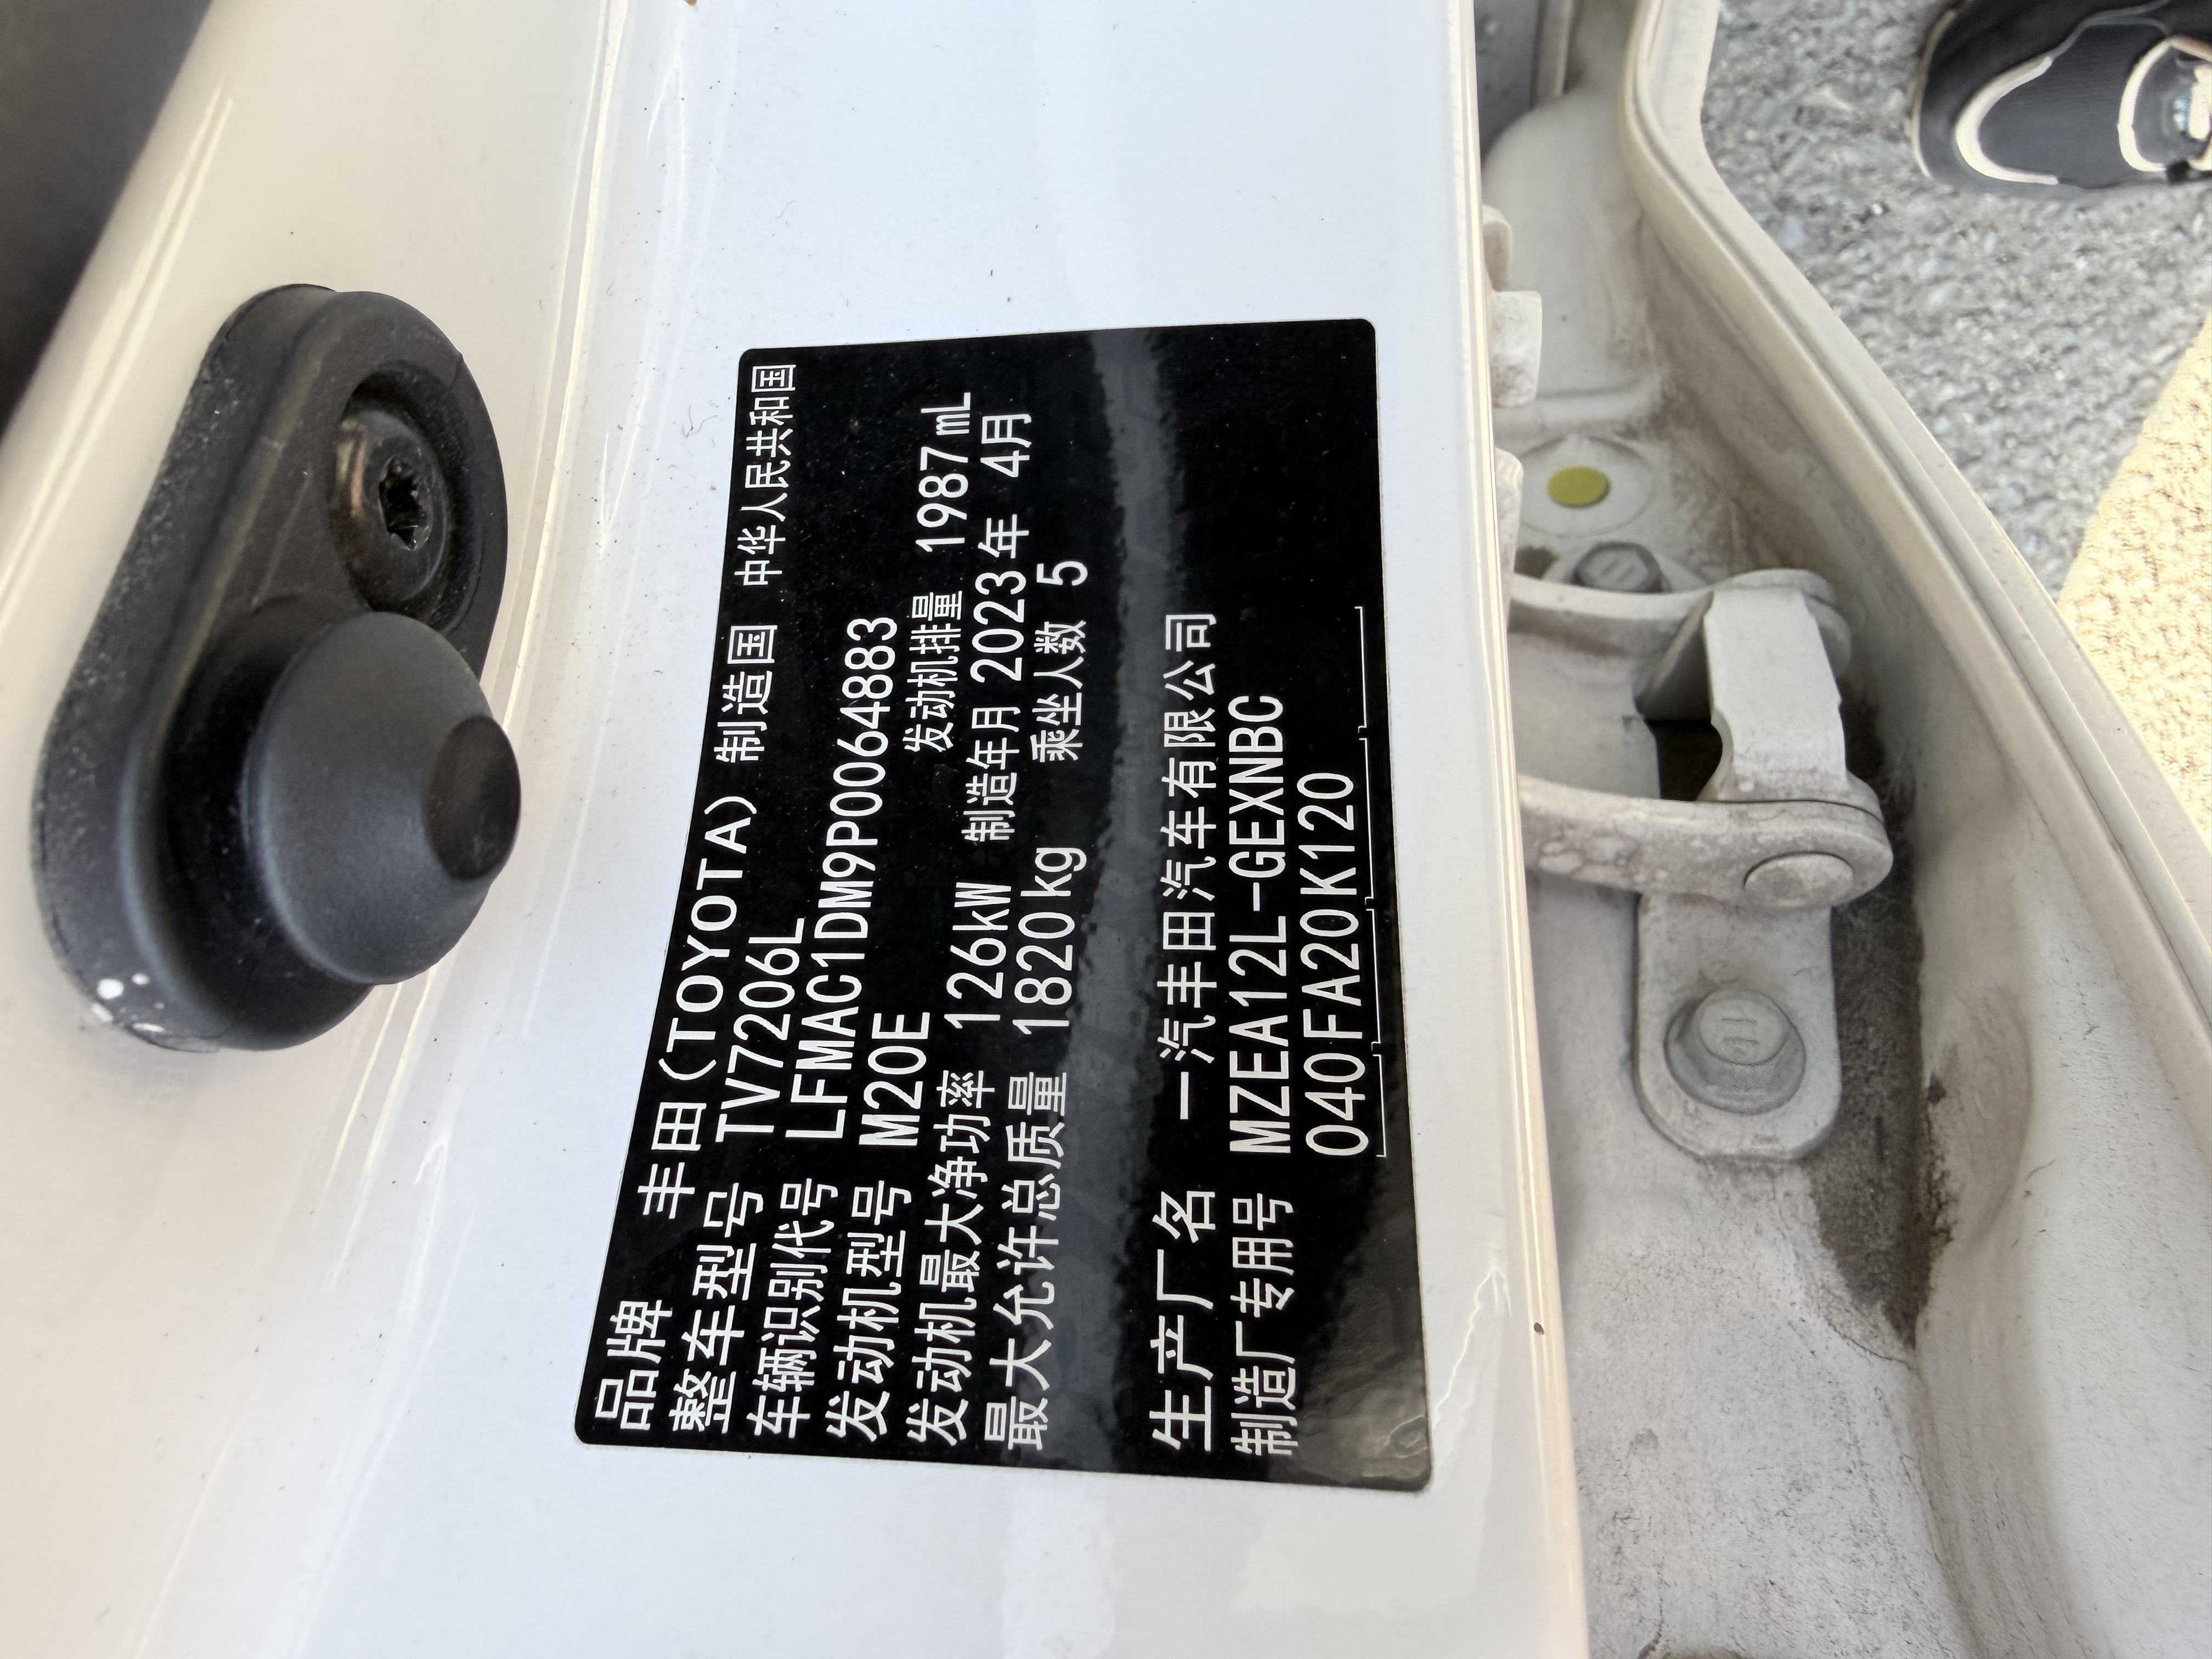 品牌 丰田(TOYOTA) 制造国 中华人民共和国
整车型号 TV7206L
车辆识别代号 LFMAC1DM9P0064883
发动机型号 M20E 发动机排量 1987mL
发动机最大净功率 126kW 制造年月 2023年 4月
最大允许总质量 1820kg 乘坐人数 5
生产厂名 一汽丰田汽车有限公司
制造厂专用号 MZEA12L-GEXNBC
040FA20K120